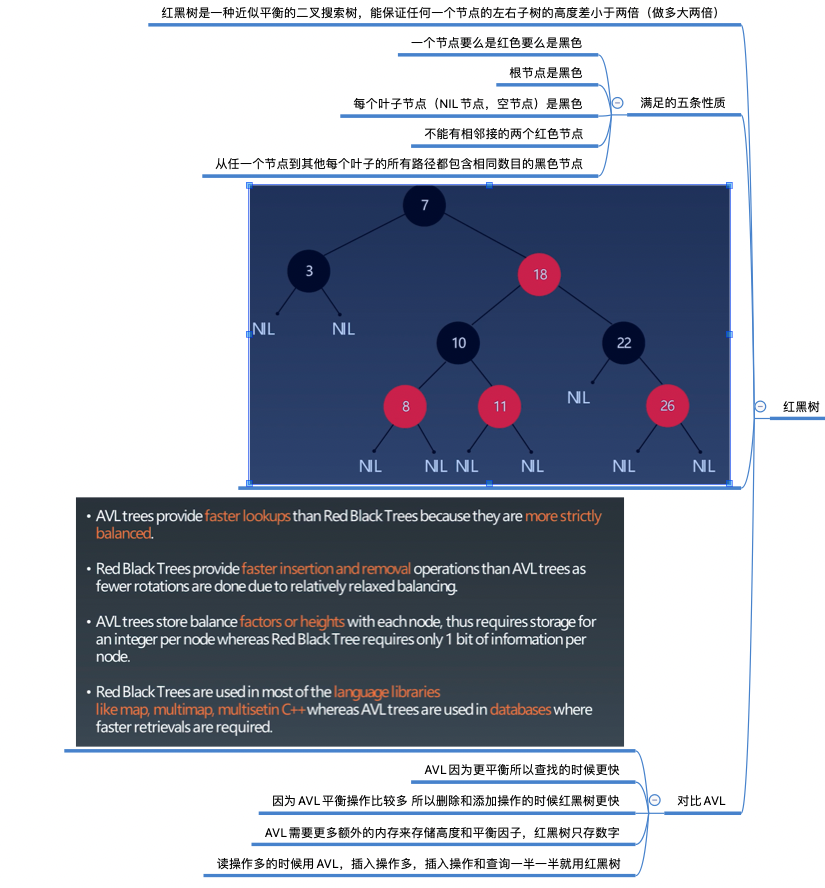 红黑树是一种近似平衡的二叉搜索树，能保证任何一个节点的左右子树的高度差小于两倍（做多大两倍）
一个节点要么是红色要么是黑色
根节点是黑色
每个叶子节点（NIL 节点，空节点）是黑色
不能有相邻接的两个红色节点
从任一个节点到其他每个叶子的所有路径都包含相同数目的黑色节点
满足的五条性质
7
3
18
NIL
NIL
10
22
NIL
8
11
26
NIL
NIL
NIL
NIL
NIL
NIL
红黑树
• AVL trees provide faster lookups than Red Black Trees because they are more strictly
balanced.
• Red Black Trees provide faster insertion and removal operations than AVL trees as
fewer rotations are done due to relatively relaxed balancing.
• AVL trees store balance factors or heights with each node, thus requires storage for
an integer per node whereas Red Black Tree requires only 1 bit of information per
node.
• Red Black Trees are used in most of the language libraries
like map, multimap, multisetin C++ whereas AVL trees are used in databases where
faster retrievals are required.
AVL 因为更平衡所以查找的时候更快
因为 AVL 平衡操作比较多 所以删除和添加操作的时候红黑树更快
AVL 需要更多额外的内存来存储高度和平衡因子，红黑树只存数字
读操作多的时候用 AVL，插入操作多，插入操作和查询一半一半就用红黑树
对比 AVL